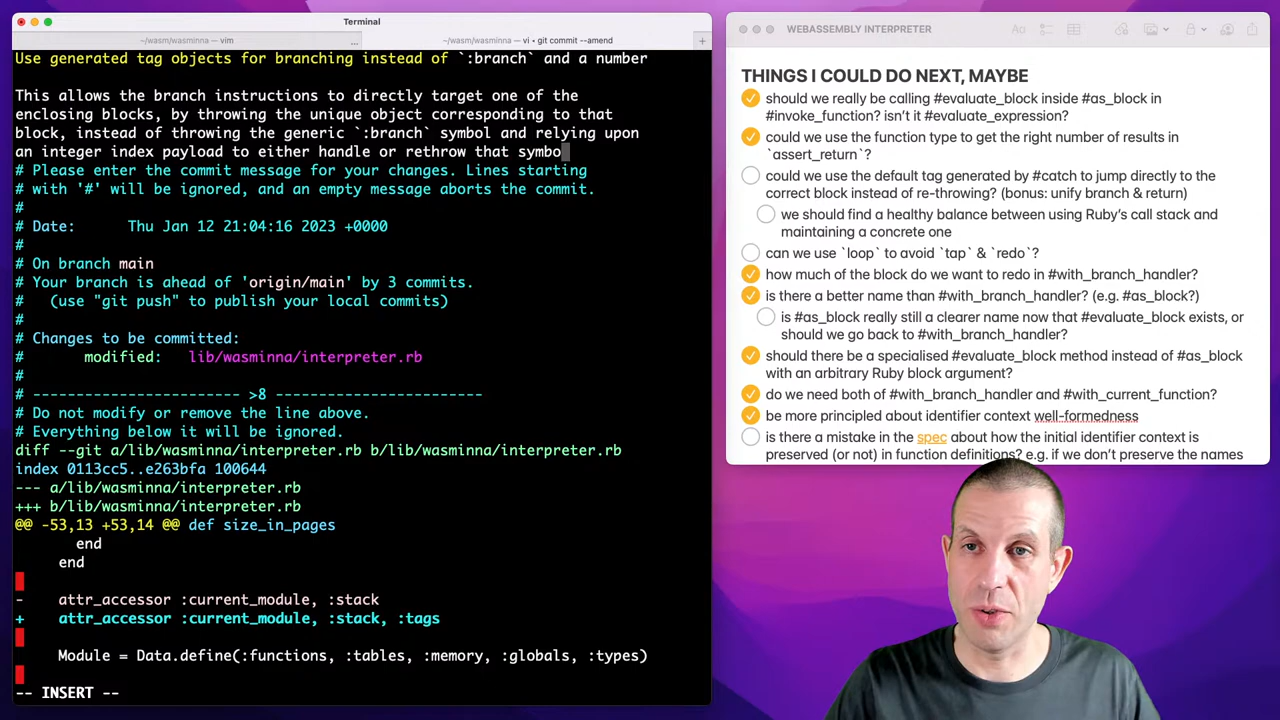 Terminal
~/wasm/wasminna — vim
...
~/wasm/wasminna — vi • git commit --amend
+
Use generated tag objects for branching instead of `:branch` and a number
This allows the branch instructions to directly target one of the
enclosing blocks, by throwing the unique object corresponding to that
block, instead of throwing the generic `:branch` symbol and relying upon
an integer index payload to either handle or rethrow that symbo
# Please enter the commit message for your changes. Lines starting
# with '#' will be ignored, and an empty message aborts the commit.
#
# Date:      Thu Jan 12 21:04:16 2023 +0000
#
# On branch main
# Your branch is ahead of 'origin/main' by 3 commits.
#   (use "git push" to publish your local commits)
#
# Changes to be committed:
#       modified:   lib/wasminna/interpreter.rb
#
# ------------------------ >8 ------------------------
# Do not modify or remove the line above.
# Everything below it will be ignored.
diff --git a/lib/wasminna/interpreter.rb b/lib/wasminna/interpreter.rb
index 0113cc5..e263bfa 100644
--- a/lib/wasminna/interpreter.rb
+++ b/lib/wasminna/interpreter.rb
@@ -53,13 +53,14 @@ def size_in_pages
end
end
-    attr_accessor :current_module, :stack
+    attr_accessor :current_module, :stack, :tags
Module = Data.define(:functions, :tables, :memory, :globals, :types)
-- INSERT --
WEBASSEMBLY INTERPRETER
Aa
THINGS I COULD DO NEXT, MAYBE
should we really be calling #evaluate_block inside #as_block in
#invoke_function? isn't it #evaluate_expression?
could we use the function type to get the right number of results in
`assert_return`?
could we use the default tag generated by #catch to jump directly to the
correct block instead of re-throwing? (bonus: unify branch & return)
we should find a healthy balance between using Ruby's call stack and
maintaining a concrete one
can we use `loop` to avoid `tap` & `redo`?
how much of the block do we want to redo in #with_branch_handler?
is there a better name than #with_branch_handler? (e.g. #as_block?)
is #as_block really still a clearer name now that #evaluate_block exists, or
should we go back to #with_branch_handler?
should there be a specialised #evaluate_block method instead of #as_block
with an arbitrary Ruby block argument?
do we need both of #with_branch_handler and #with_current_function?
be more principled about identifier context well-formedness
is there a mistake in the spec about how the initial identifier context is
preserved (or not) in function definitions? e.g. if we don't preserve the names